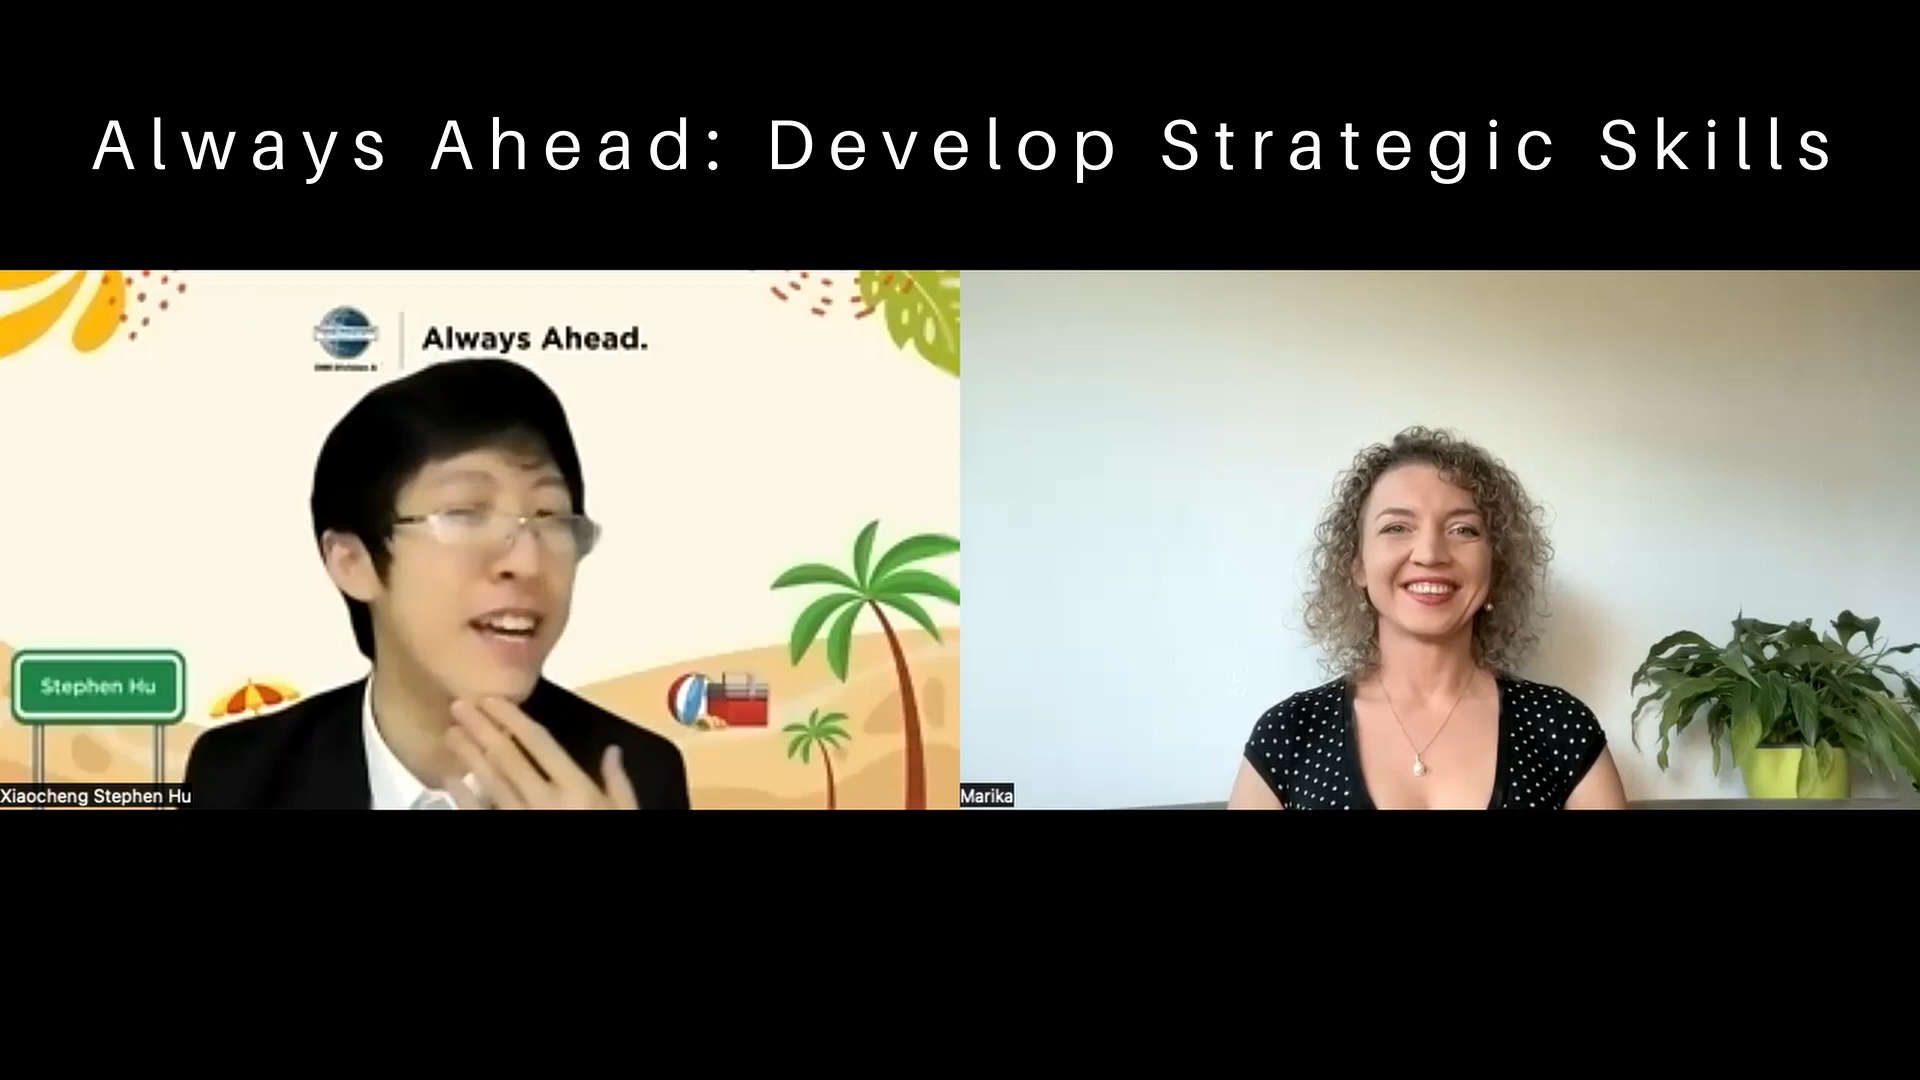 Always Ahead: Develop Strategic Skills
Always Ahead.
Stephen Hu
Xiaocheng Stephen Hu
Marika